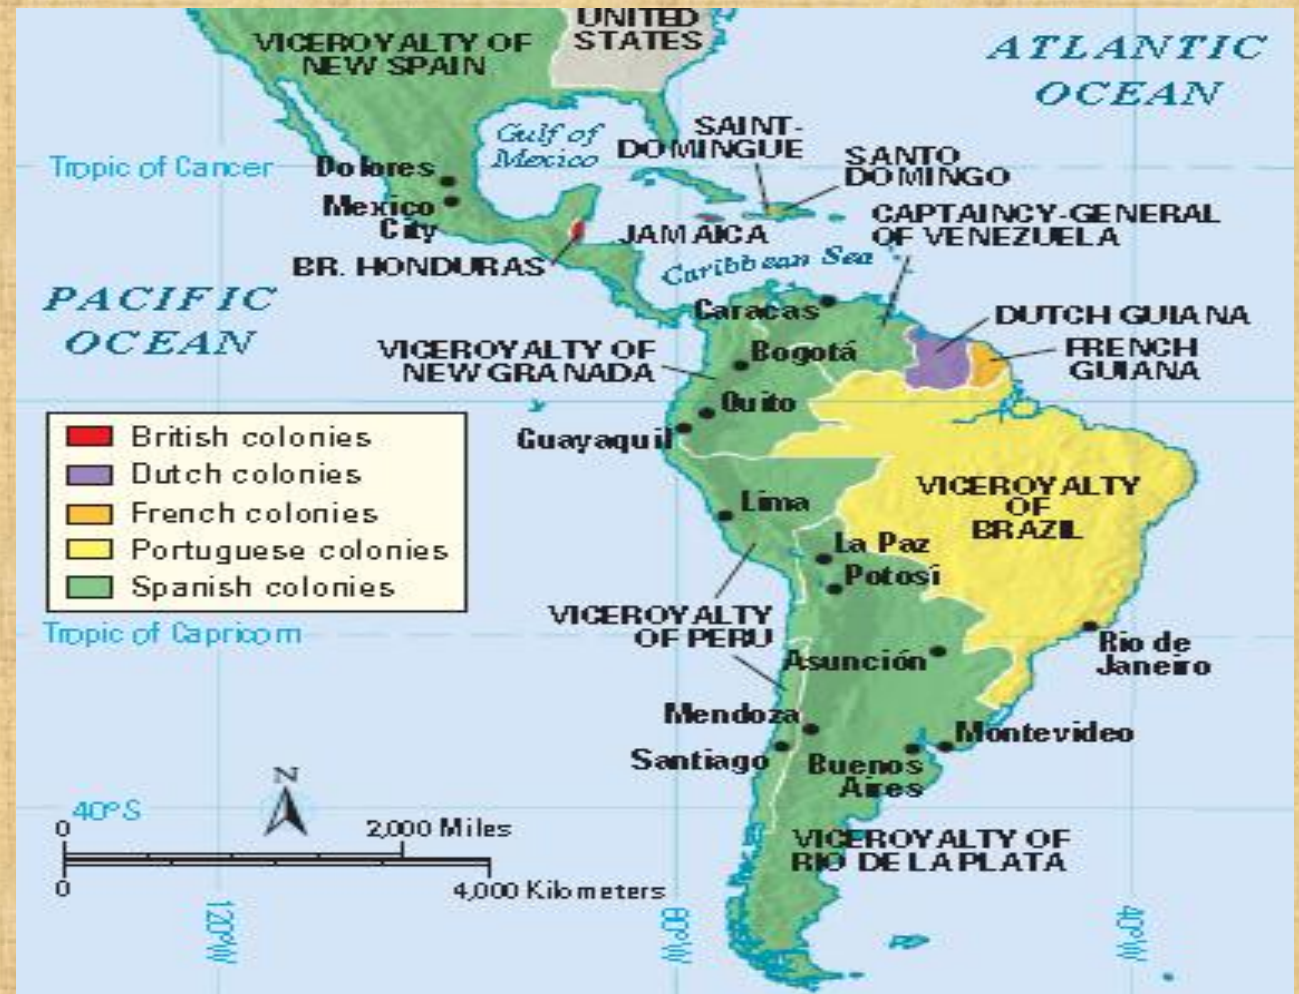 UNITED
STATES
VICEROYALTY OF
NEW SPAIN
ATLANTIC
OCEAN
Gulf of
Mexico
SAINT-
DOMINGUE
SANTO
DOMINGO
Tropic of Cancer
Dolores
Mexico
City
CAPTAINCY-GENERAL
OF VENEZUELA
JAMAICA
BR. HONDURAS
Caribbean Sea
PACIFIC
OCEAN
Caracas
DUTCH GUIANA
FRENCH
GUIANA
VICEROYALTY OF
NEW GRANADA
Bogotá
Quito
Guayaquil
British colonies
Dutch colonies
French colonies
Portuguese colonies
Spanish colonies
VICEROYALTY
OF
BRAZIL
Lima
La Paz
Potosí
VICEROYALTY
OF PERU
Tropic of Capricorn
Rio de
Janeiro
Asunción
Mendoza
Santiago
Buenos
Aires
Montevideo
N
40°S
0
2,000 Miles
0
4,000 Kilometers
VICEROYALTY OF
RIO DE LA PLATA
120°W
80°W
40°W